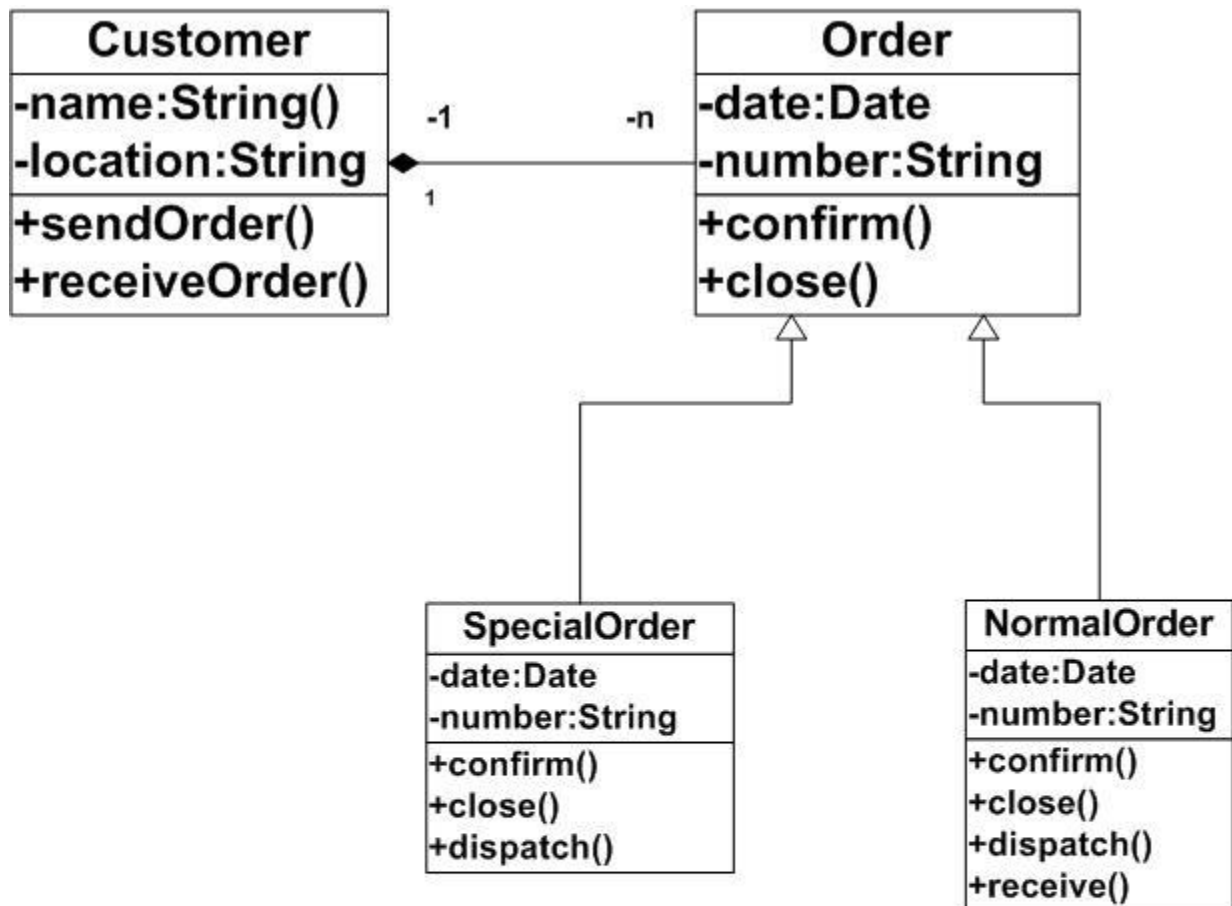 Customer
-name:String()
-location:String
+sendOrder()
+receiveOrder()
-1
-n
1
Order
-date:Date
-number:String
+confirm()
+close()
SpecialOrder
-date:Date
-number:String
+confirm()
+close()
+dispatch()
NormalOrder
-date:Date
-number:String
+confirm()
+close()
+dispatch()
+receive()